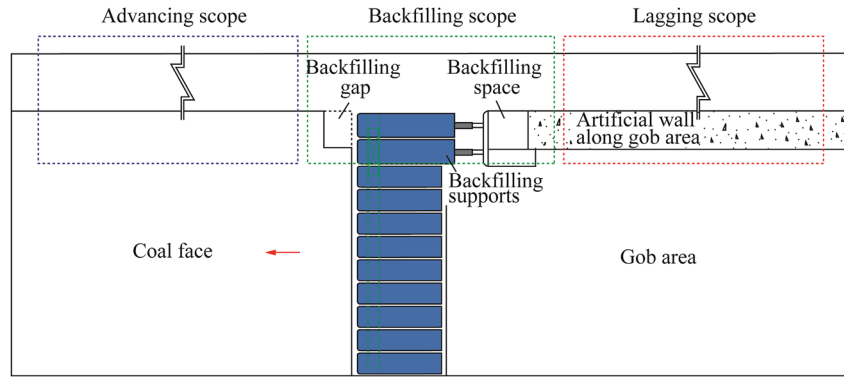 Advancing scope
Backfilling scope
Lagging scope
Backfilling
gap
Backfilling
space
Artificial wall
along gob area
Backfilling
supports
Coal face
Gob area